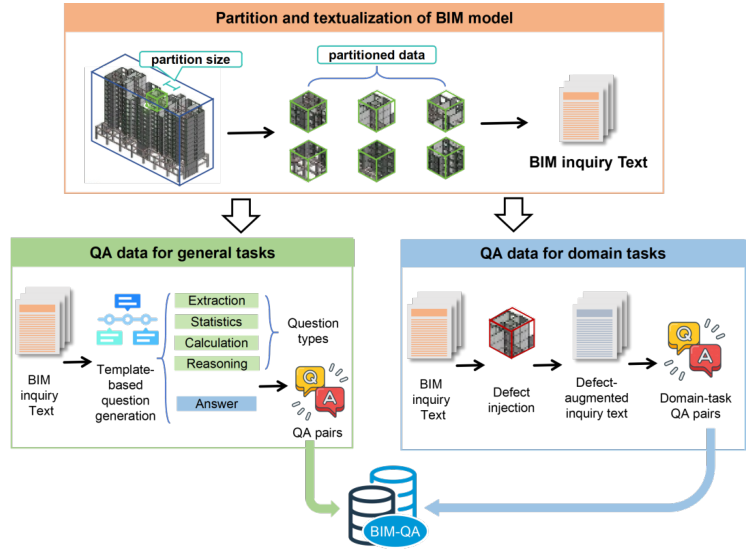 Partition and textualization of BIM model
partition size
partitioned data
BIM inquiry Text
QA data for general tasks
BIM
inquiry
Text
Template-
based
question
generation
Extraction
Statistics
Calculation
Reasoning
Answer
Question
types
Q
A
QA pairs
QA data for domain tasks
BIM
inquiry
Text
Defect
injection
Defect-
augmented
inquiry text
Q
A
Domain-task
QA pairs
BIM-QA